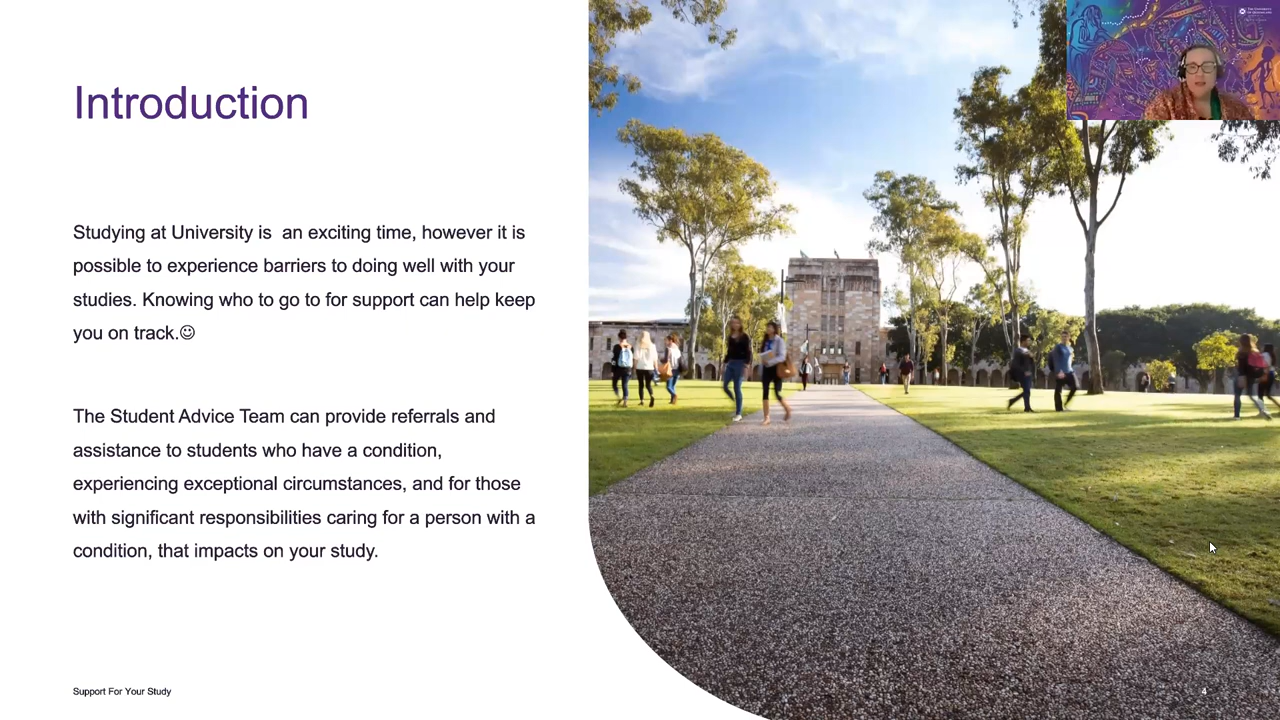 Introduction
Studying at University is  an exciting time, however it is
possible to experience barriers to doing well with your
studies. Knowing who to go to for support can help keep
you on track.☺
The Student Advice Team can provide referrals and
assistance to students who have a condition,
experiencing exceptional circumstances, and for those
with significant responsibilities caring for a person with a
condition, that impacts on your study.
Support For Your Study
4